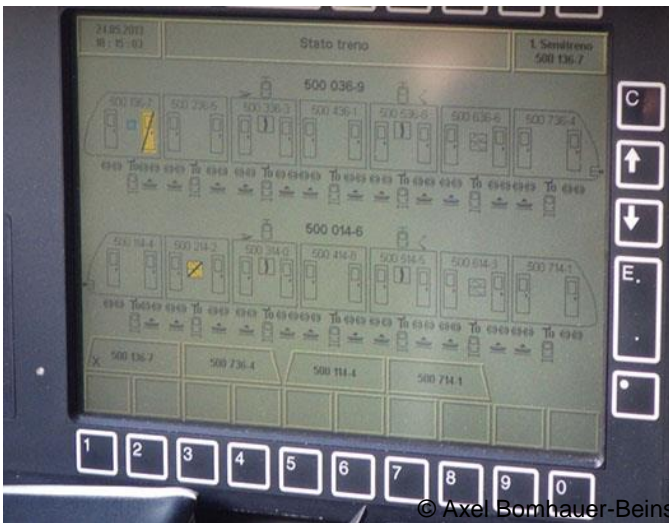 24.05.2013
18:15:03
Stato treno
1. Semitreno
500 136-7
500 036-9
500 136-7 500 236-5 500 336-3 500 436-1 500 536-8 500 636-6 500 736-4
500 014-6
500 114-4 500 214-2 500 314-0 500 414-8 500 514-5 500 614-3 500 714-1
X 500 136-7 500 736-4 500 114-4 500 714-1
C
E.
.
1 2 3 4 5 6 7 8 9 0
© Axel Bomhauer-Beins